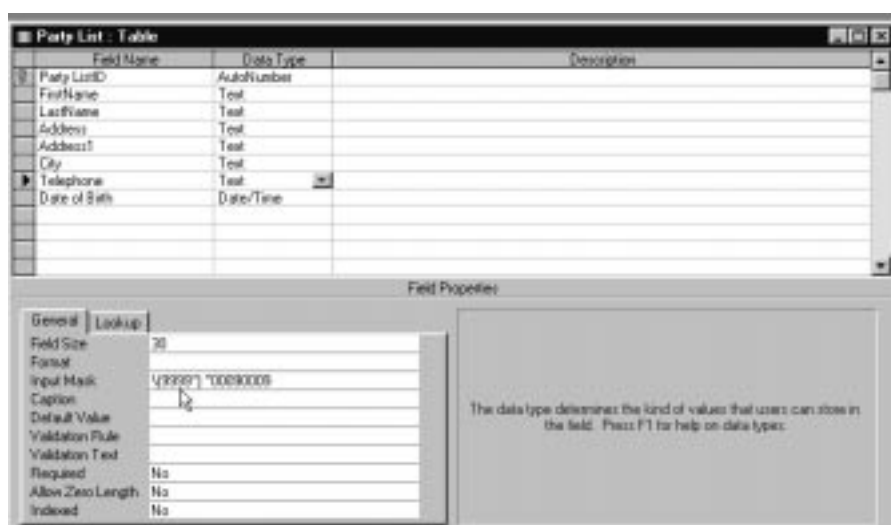 Party List : Table
Field Name Data Type Description
Party ListID AutoNumber
FirstName Text
LastName Text
Address Text
Address1 Text
City Text
Telephone Text
Date of Birth Date/Time
Field Properties
General Lookup
Field Size 30
Format
Input Mask
Caption
Default Value
Validation Rule
Validation Text
Required No
Allow Zero Length No
Indexed No
The data type determines the kind of values that users can store in
the field. Press F1 for help on data types.